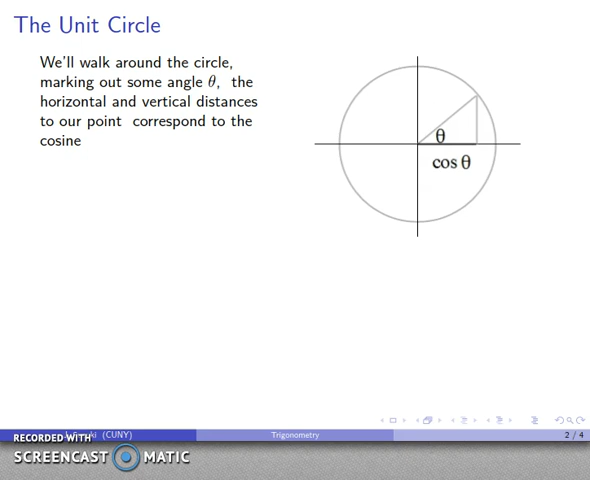 The Unit Circle
We'll walk around the circle,
marking out some angle θ, the
horizontal and vertical distances
to our point correspond to the
cosine
θ
cos θ
(CUNY)
Trigonometry
2 / 4
RECORDED WITH
SCREENCAST MATIC